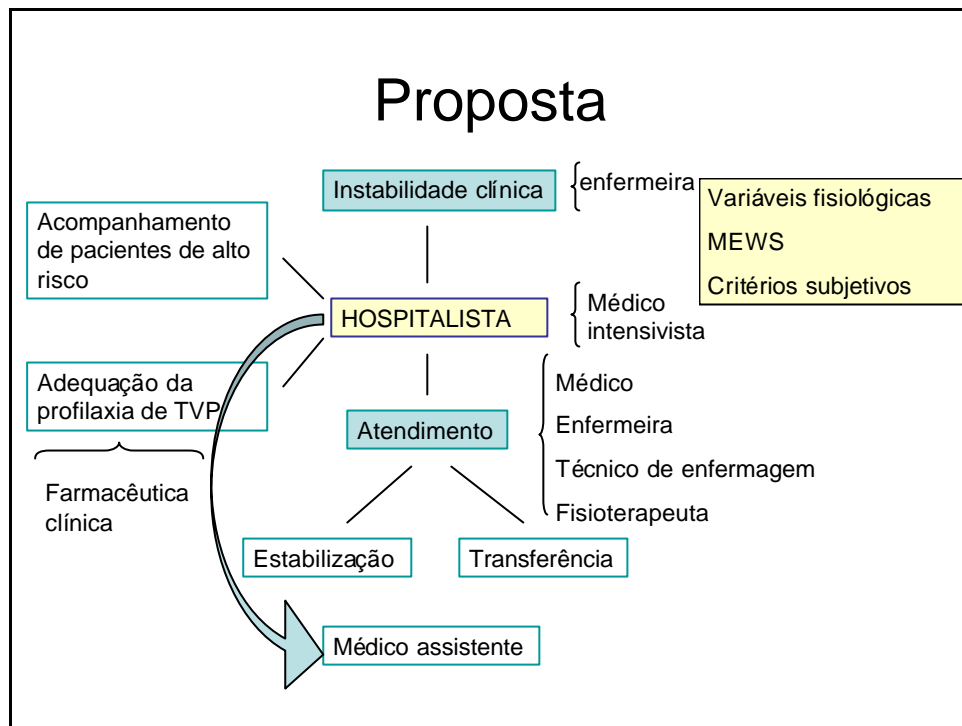 Proposta
Instabilidade clínica
enfermeira
Variáveis fisiológicas
MEWS
Critérios subjetivos
Acompanhamento
de pacientes de alto
risco
HOSPITALISTA
Médico
intensivista
Adequação da
profilaxia de TVP
Farmacêutica
clínica
Atendimento
Médico
Enfermeira
Técnico de enfermagem
Fisioterapeuta
Estabilização
Transferência
Médico assistente